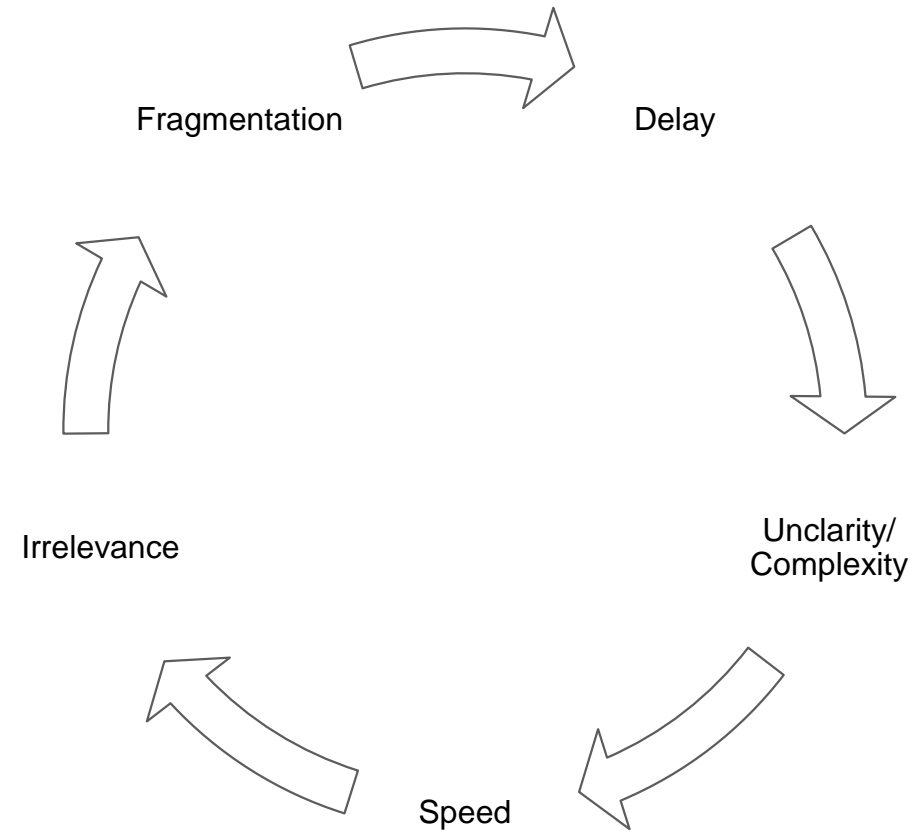 Fragmentation
Delay
Unclarity/
Complexity
Speed
Irrelevance